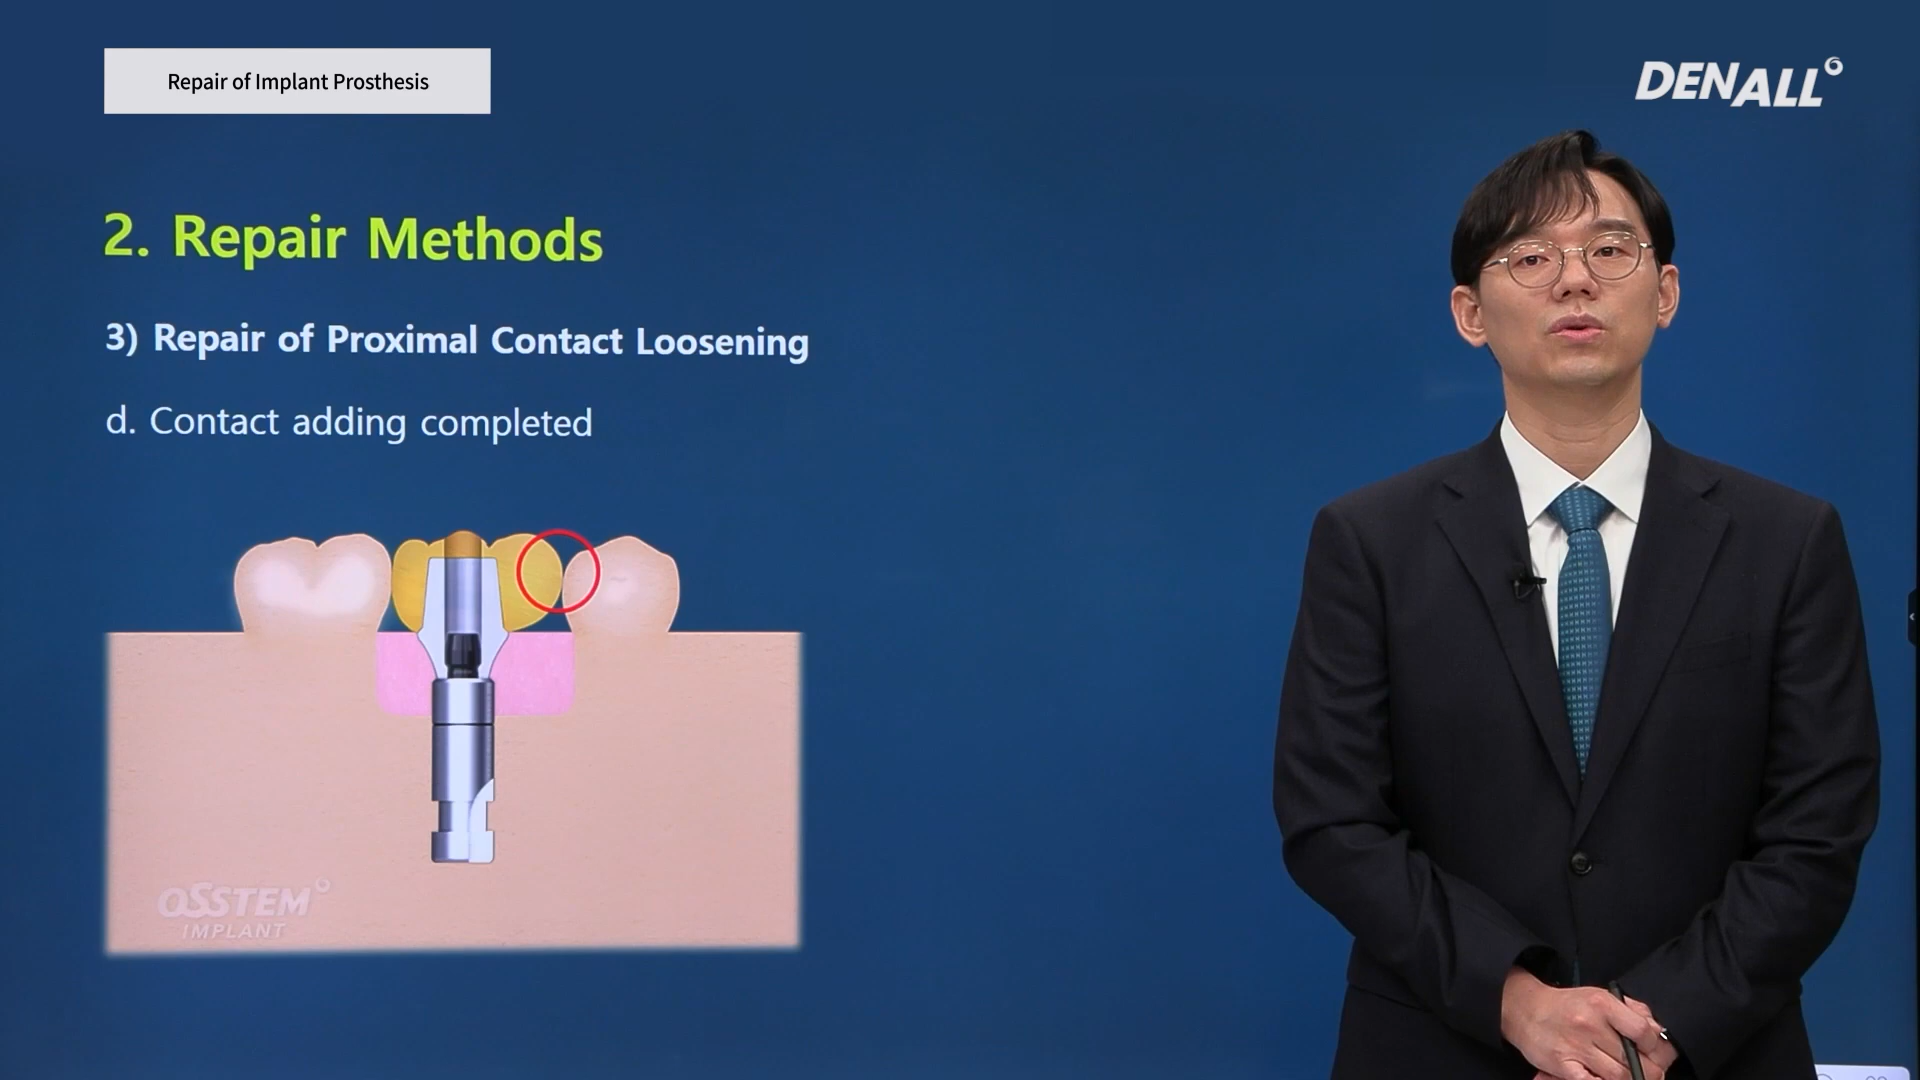 Repair of Implant Prosthesis
DENALL
2. Repair Methods
3) Repair of Proximal Contact Loosening
d. Contact adding completed
OSSTEM
IMPLANT